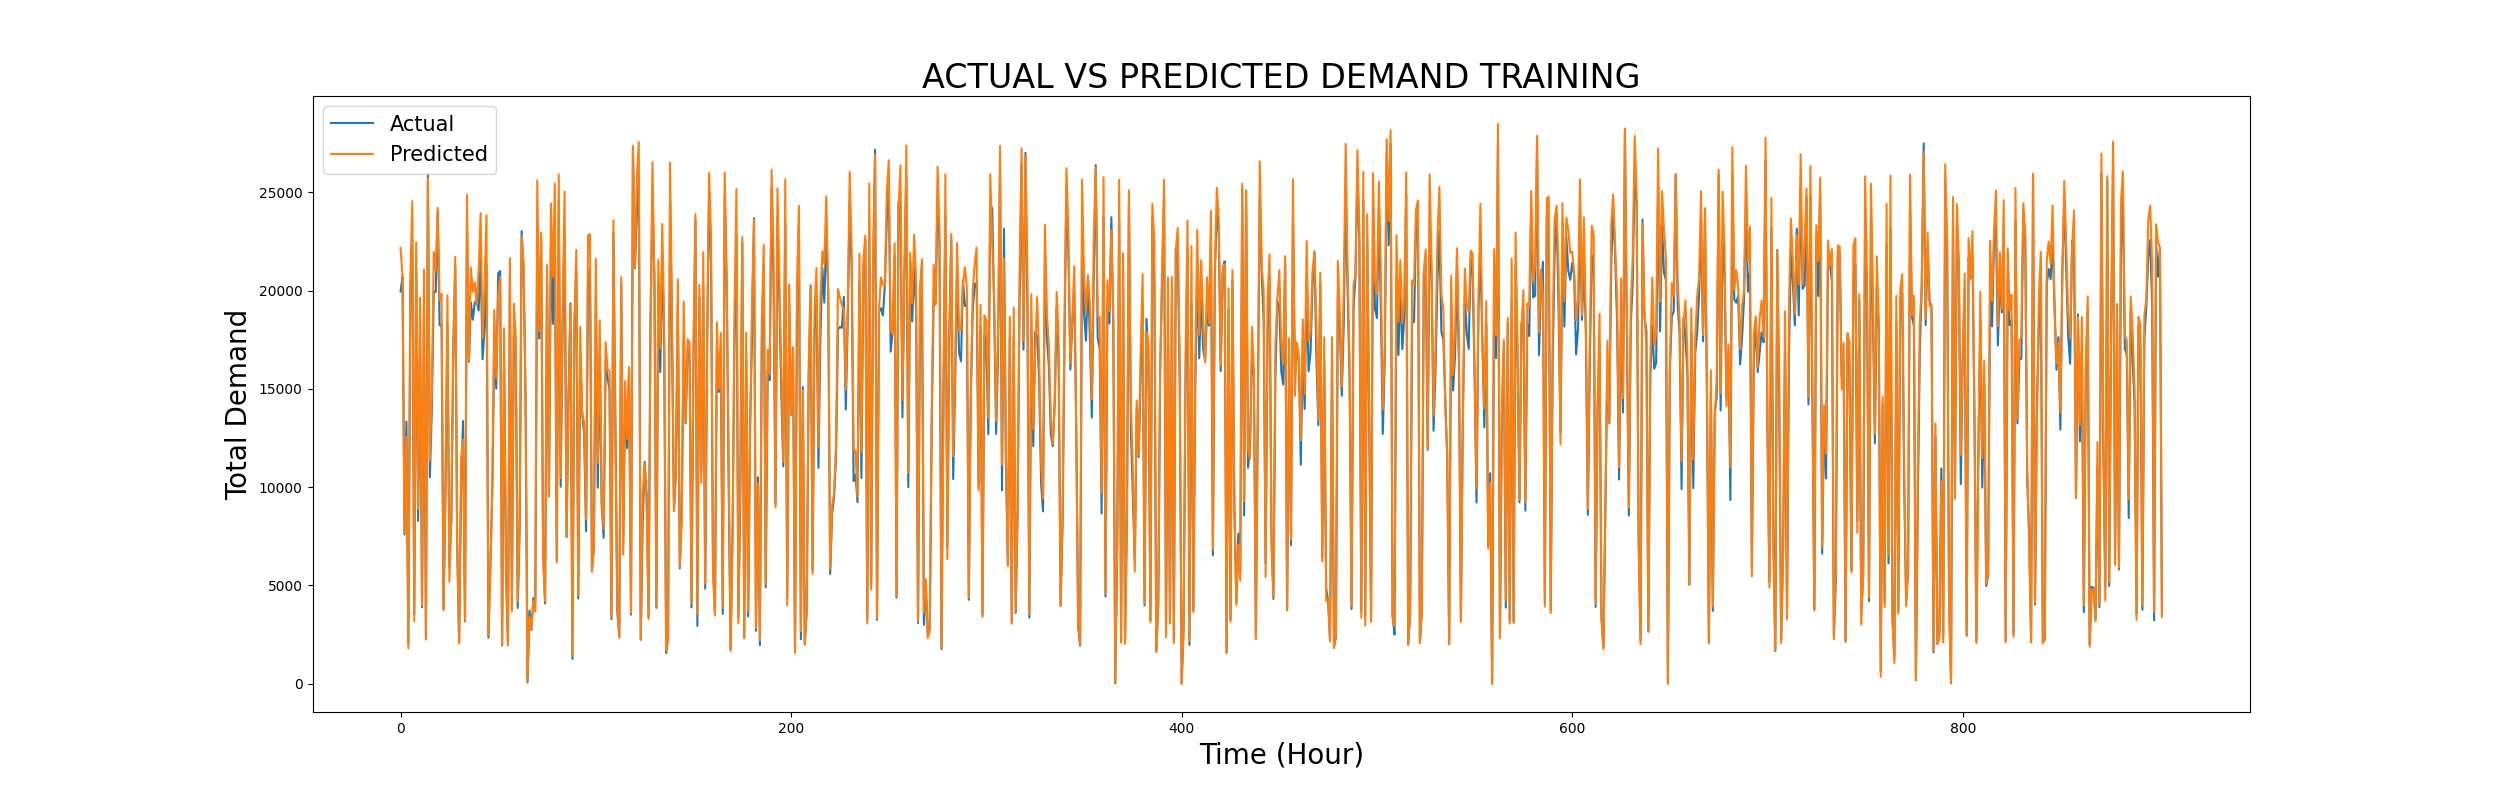 ACTUAL VS PREDICTED DEMAND TRAINING
Actual
Predicted
Total Demand
25000
20000
15000
10000
5000
0
0 200 400 600 800
Time (Hour)